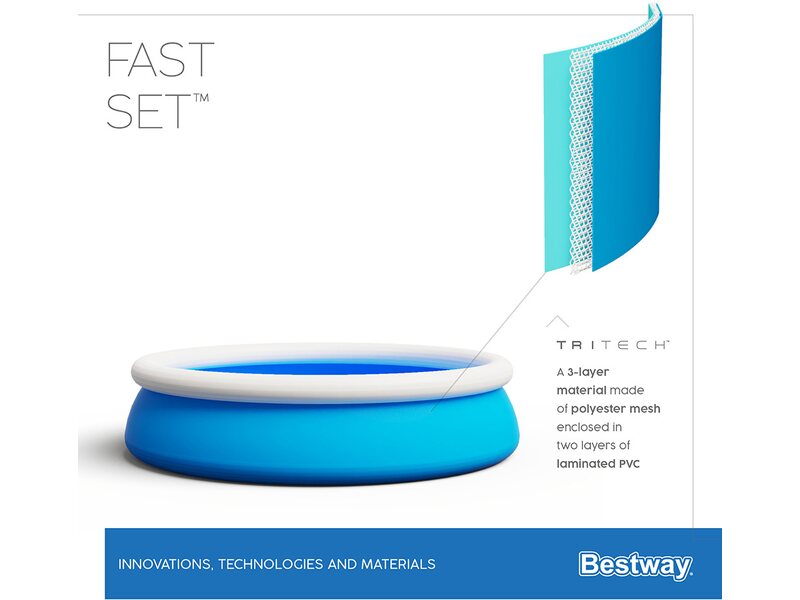 FAST
SET™
TRITECH™
A 3-layer
material made
of polyester mesh
enclosed in
two layers of
laminated PVC
INNOVATIONS, TECHNOLOGIES AND MATERIALS
Bestway